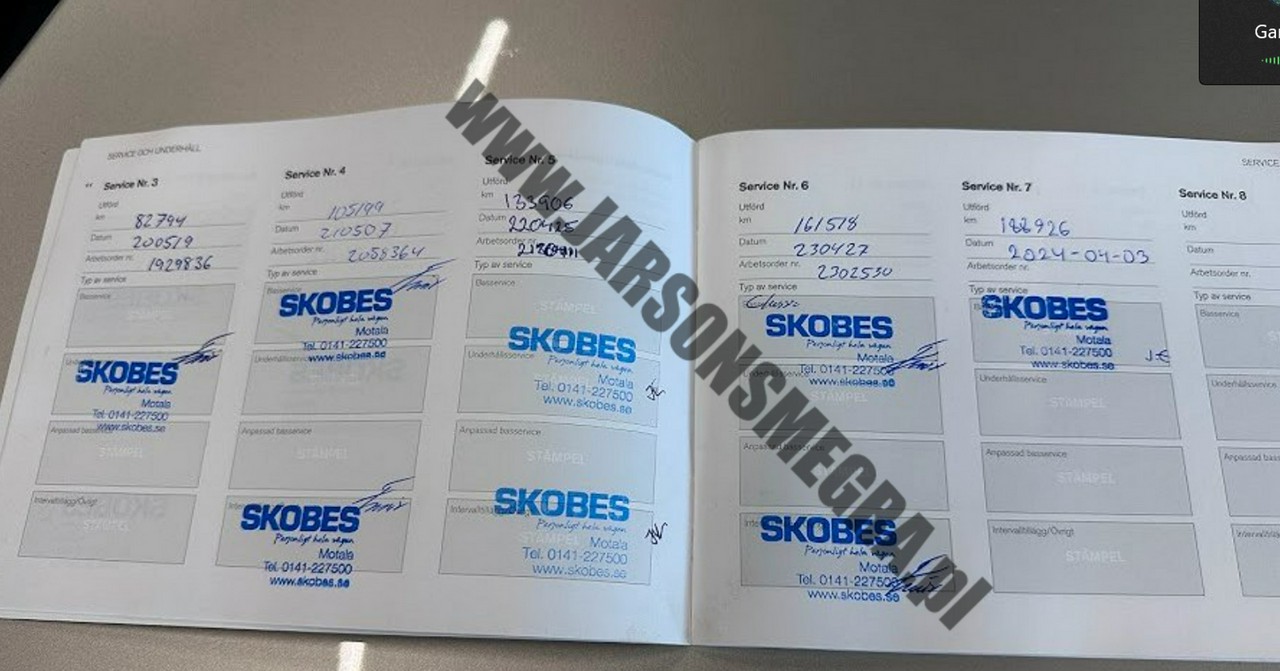 SERVICE OCH UNDERHÅLL
Service Nr. 3
Utförd
km 82794
Datum 200519
Arbetsorder nr. 1929836
Typ av service
Basservice
STÄMPEL
SKOBES
Personligt hela vägen
Motala
Tel. 0141-227500
www.skobes.se
Anpassad basservice
STÄMPEL
Intervalltillägg/Övrigt
STÄMPEL
Service Nr. 4
Utförd
km 105199
Datum 210507
Arbetsorder nr. 2058364
Typ av service
Basservice
SKOBES
Personligt hela vägen
Motala
Tel. 0141-227500
www.skobes.se
Underhållsservice
Anpassad basservice
STÄMPEL
SKOBES
Personligt hela vägen
Motala
Tel. 0141-227500
www.skobes.se
Service Nr. 5
Utförd
km 133906
Datum 220425
Arbetsorder nr.
Typ av service
Basservice
STÄMPEL
SKOBES
Personligt hela vägen
Underhållsservice
Motala
Tel. 0141-227500
www.skobes.se
Anpassad basservice
STÄMPEL
SKOBES
Personligt hela vägen
STÄMPEL
Motala
Tel. 0141-227500
www.skobes.se
Service Nr. 6
Utförd
km 161518
Datum 230427
Arbetsorder nr. 2302530
Typ av service
SKOBES
Personligt hela vägen
Motala
Tel. 0141-227500
www.skobes.se
Underhållsservice
STÄMPEL
Anpassad basservice
STÄMPEL
SKOBES
Personligt hela vägen
Motala
Tel. 0141-227500
www.skobes.se
Service Nr. 7
Utförd
km 188926
Datum 2024-04-03
Arbetsorder nr.
Typ av service
SKOBES
Personligt hela vägen
Motala
Tel. 0141-227500
www.skobes.se
J.E
Underhållsservice
STÄMPEL
Anpassad basservice
STÄMPEL
Intervalltillägg/Övrigt
STÄMPEL
SERVICE
Service Nr. 8
Utförd
km
Datum
Arbetsorder nr.
Typ av service
Basservice
WWW.JARSONSMEGRA.pl